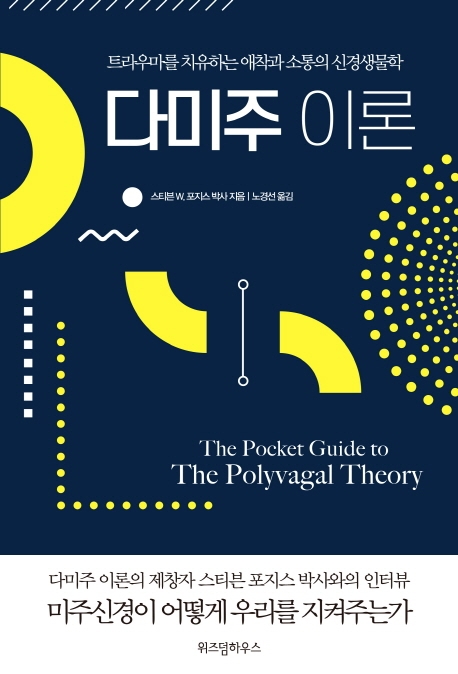 트라우마를 치유하는 애착과 소통의 신경생물학
다미주 이론
스티븐 W. 포지스 박사 지음 | 노경선 옮김
The Pocket Guide to
The Polyvagal Theory
다미주 이론의 제창자 스티븐 포지스 박사와의 인터뷰
미주신경이 어떻게 우리를 지켜주는가
위즈덤하우스